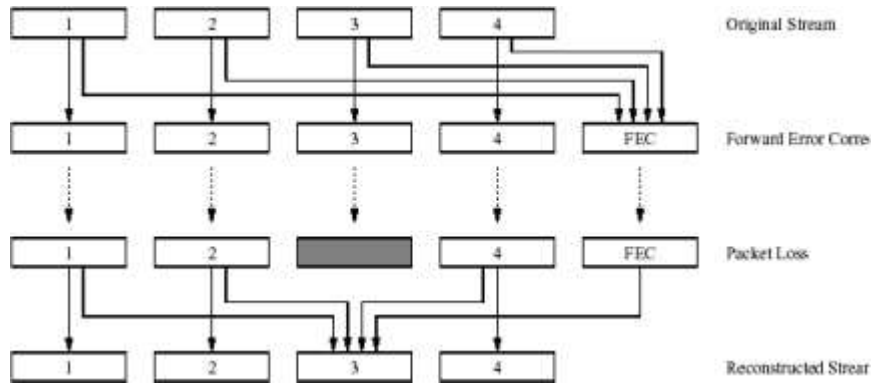 1 2 3 4 Original Stream
1 2 3 4 FEC Forward Error Corre
1 2 4 FEC Packet Loss
1 2 3 4 Reconstructed Strear